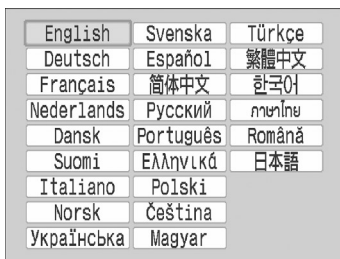 English Svenska Türkçe
Deutsch Español 繁體中文
Français 简体中文 한국어
Nederlands Русский ภาษาไทย
Dansk Português Română
Suomi Ελληνικά 日本語
Italiano Polski
Norsk Čeština
Українська Magyar